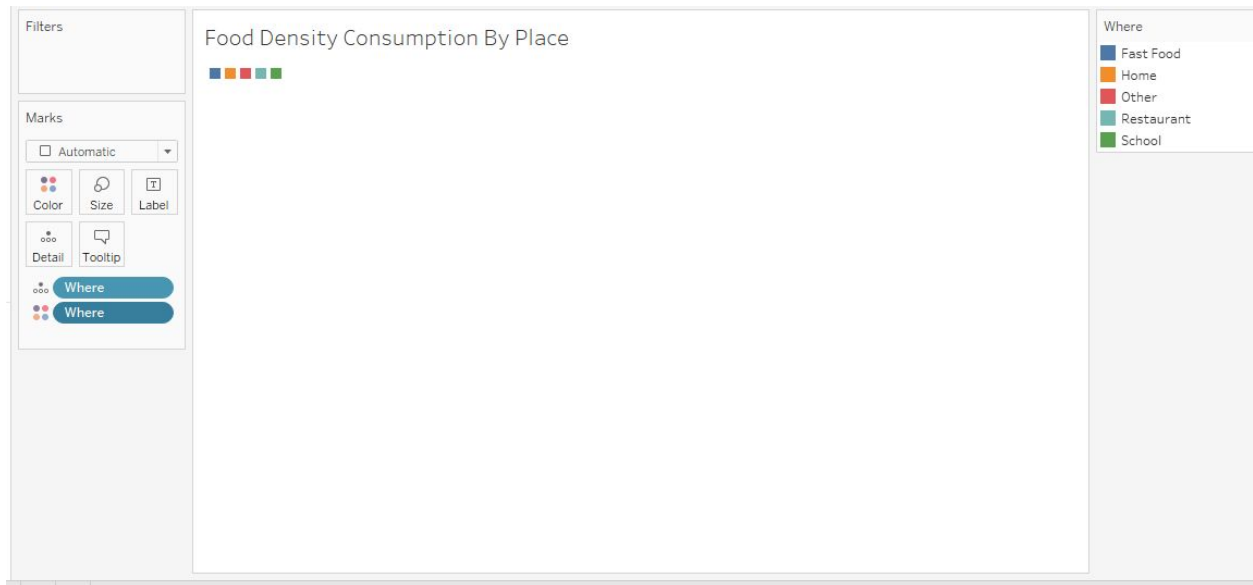 Filters
Marks
Automatic
Color Size Label
Detail Tooltip
Where
Where
Food Density Consumption By Place
Where
Fast Food
Home
Other
Restaurant
School